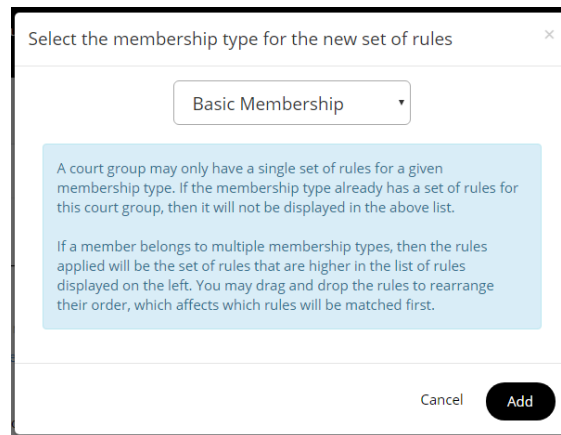 Select the membership type for the new set of rules ×
Basic Membership
A court group may only have a single set of rules for a given
membership type. If the membership type already has a set of rules for
this court group, then it will not be displayed in the above list.
If a member belongs to multiple membership types, then the rules
applied will be the set of rules that are higher in the list of rules
displayed on the left. You may drag and drop the rules to rearrange
their order, which affects which rules will be matched first.
Cancel Add